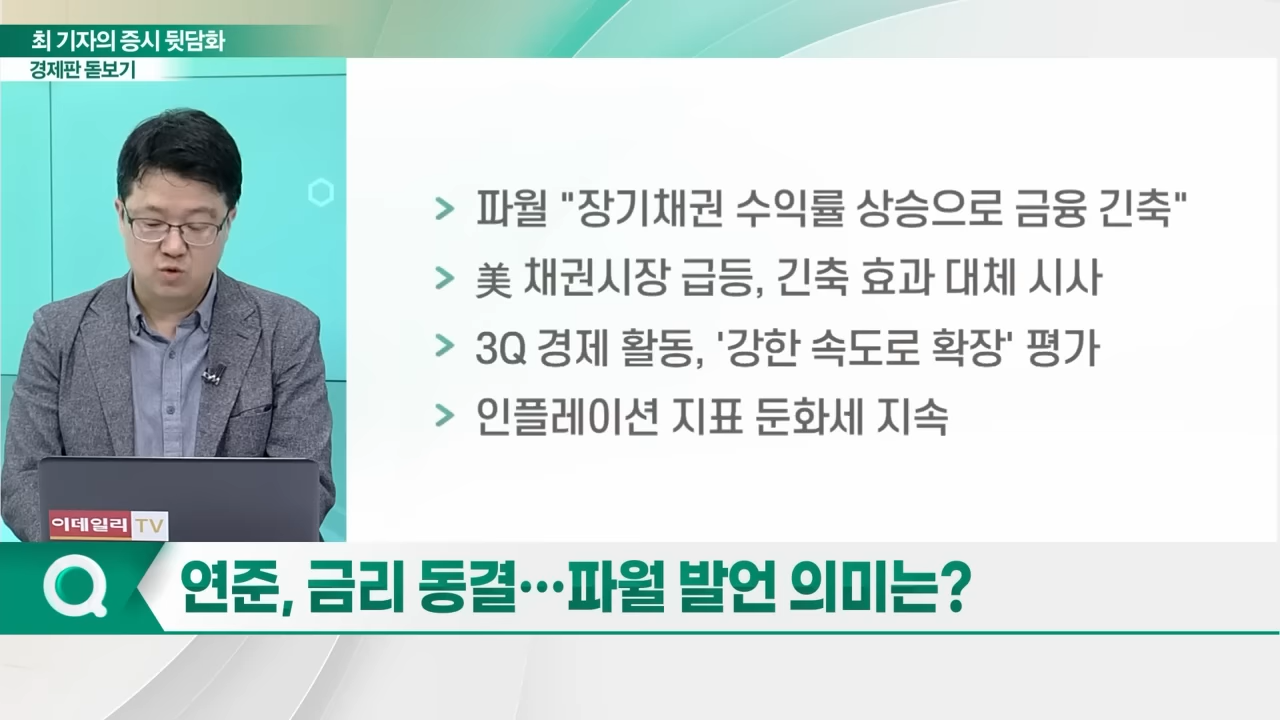 최 기자의 증시 뒷담화
경제판 돋보기
> 파월 "장기채권 수익률 상승으로 금융 긴축"
> 美 채권시장 급등, 긴축 효과 대체 시사
> 3Q 경제 활동, '강한 속도로 확장' 평가
> 인플레이션 지표 둔화세 지속
이데일리 TV
Q 연준, 금리 동결···파월 발언 의미는?